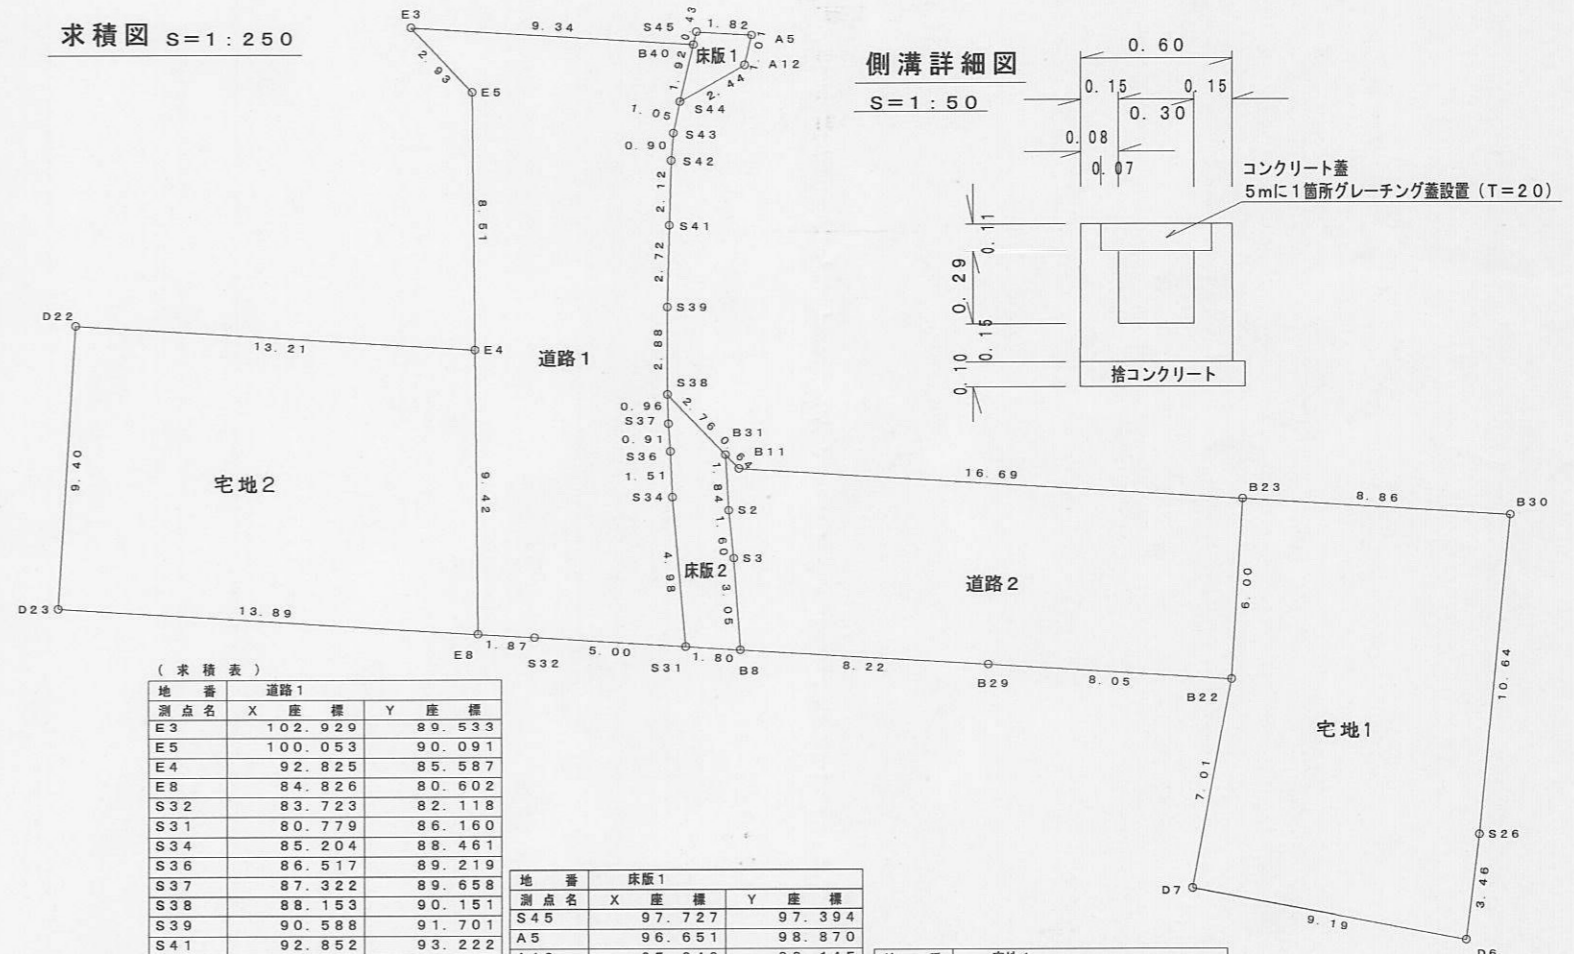 求積図 S=1:250
E3
9.34
S45
0.43
1.82
A5
1.01
B40
床版1
A12
2.93
1.92
2.44
E5
S44
1.05
S43
0.90
S42
2.12
8.51
S41
2.72
S39
D22
13.21
E4
道路1
2.88
S38
0.96
2.76
S37
B31
0.91
0.64
B11
S36
1.51
1.84
16.69
B23
8.86
B30
9.40
宅地2
9.42
S34
S2
1.60
S3
4.98
床版2
3.05
道路2
6.00
D23
13.89
E8
1.87
S32
5.00
S31
1.80
B8
8.22
B29
8.05
B22
10.64
宅地1
7.01
S26
3.46
D7
9.19
D6
側溝詳細図
S=1:50
0.60
0.15
0.15
0.30
0.08
0.07
コンクリート蓋
5mに1箇所グレーチング蓋設置(T=20)
0.11
0.29
0.15
0.10
捨コンクリート
(求積表)
地番 道路1
測点名 X座標 Y座標
E3 102.929 89.533
E5 100.053 90.091
E4 92.825 85.587
E8 84.826 80.602
S32 83.723 82.118
S31 80.779 86.160
S34 85.204 88.461
S36 86.517 89.219
S37 87.322 89.658
S38 88.153 90.151
S39 90.588 91.701
S41 92.852 93.222
地番 床版1
測点名 X座標 Y座標
S45 97.727 97.394
A5 96.651 98.870